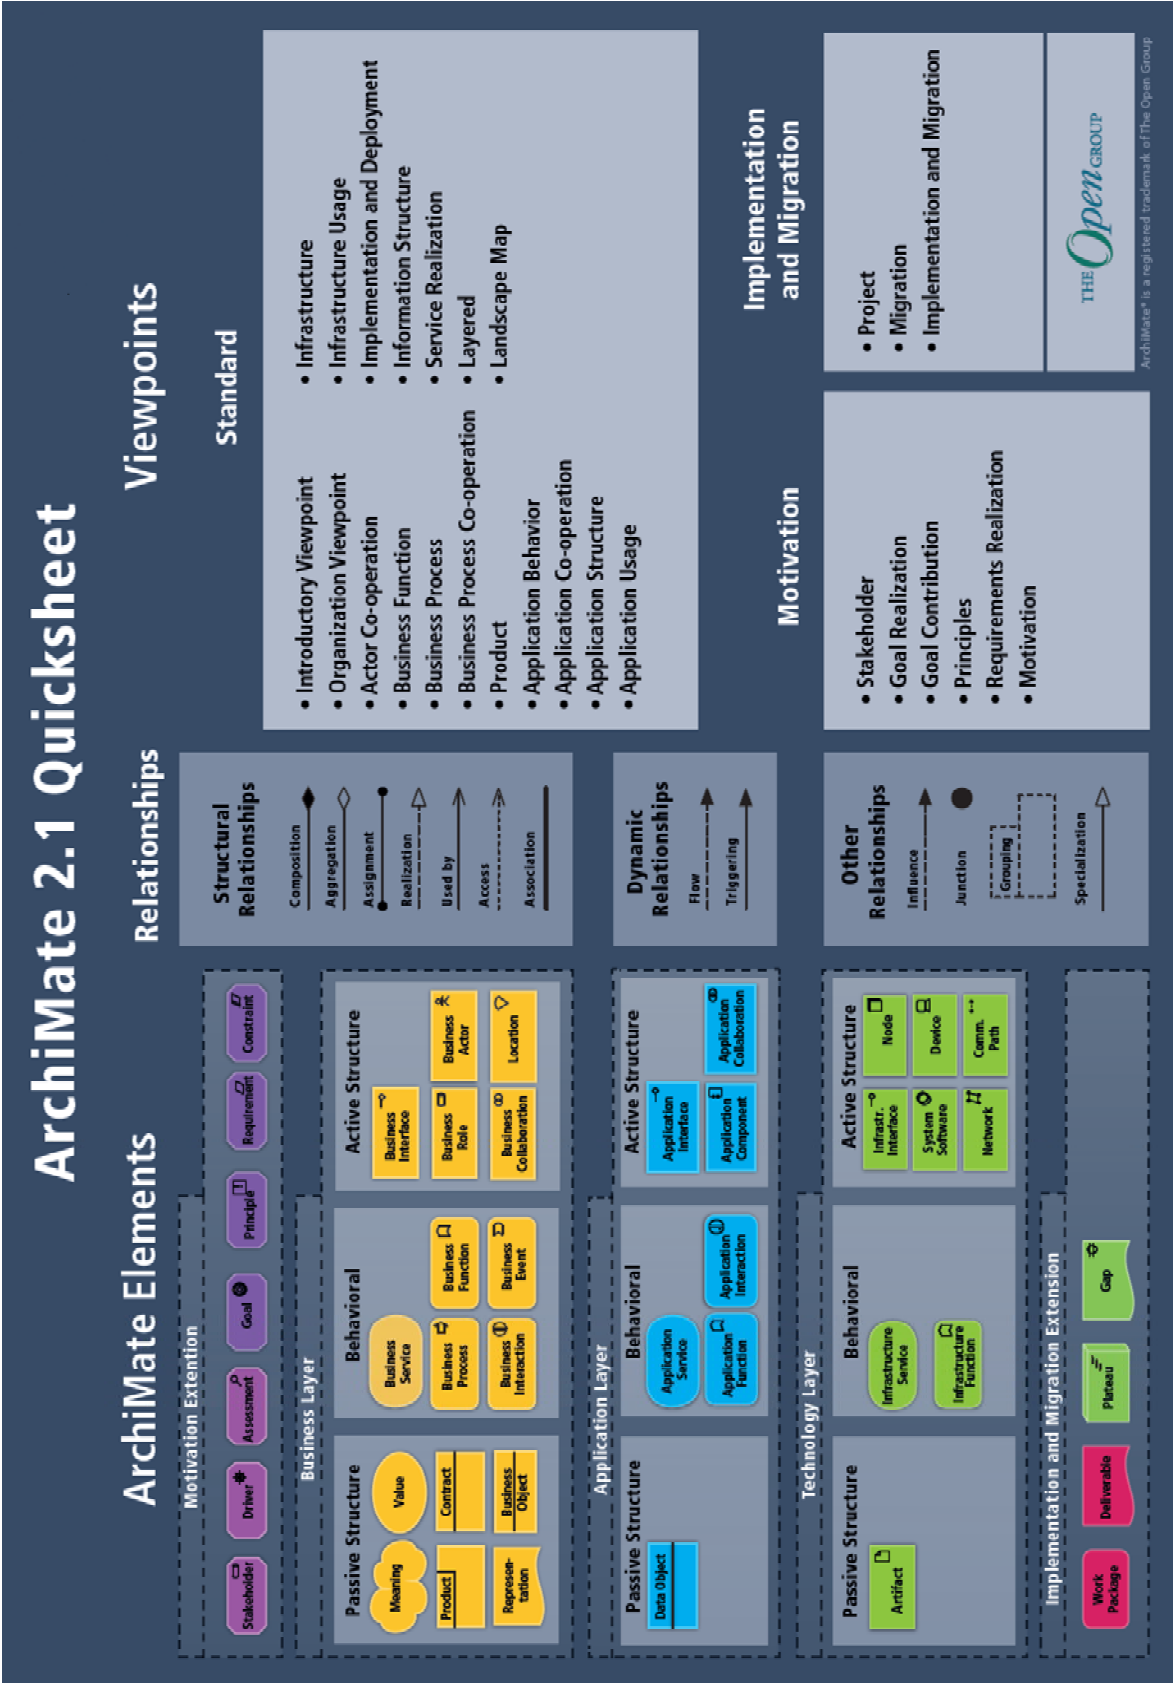 ArchiMate 2.1 Quicksheet
ArchiMate Elements
Motivation Extention
Stakeholder
Driver
Assessment
Goal
Principle
Requirement
Constraint
Business Layer
Passive Structure
Meaning
Value
Product
Contract
Represen-
tation
Business
Object
Behavioral
Business
Service
Business
Process
Business
Function
Business
Interaction
Business
Event
Active Structure
Business
Interface
Business
Role
Business
Actor
Business
Collaboration
Location
Application Layer
Passive Structure
Data Object
Behavioral
Application
Service
Application
Function
Application
Interaction
Active Structure
Application
Interface
Application
Component
Application
Collaboration
Technology Layer
Passive Structure
Artifact
Behavioral
Infrastructure
Service
Infrastructure
Function
Active Structure
Infrastr.
Interface
Node
System
Software
Device
Network
Comm.
Path
Implementation and Migration Extension
Work
Package
Deliverable
Plateau
Gap
Relationships
Structural
Relationships
Composition
Aggregation
Assignment
Realization
Used by
Access
Association
Dynamic
Relationships
Flow
Triggering
Other
Relationships
Influence
Junction
Grouping
Specialization
Viewpoints
Standard
• Introductory Viewpoint
• Organization Viewpoint
• Actor Co-operation
• Business Function
• Business Process
• Business Process Co-operation
• Product
• Application Behavior
• Application Co-operation
• Application Structure
• Application Usage
• Infrastructure
• Infrastructure Usage
• Implementation and Deployment
• Information Structure
• Service Realization
• Layered
• Landscape Map
Motivation
• Stakeholder
• Goal Realization
• Goal Contribution
• Principles
• Requirements Realization
• Motivation
Implementation
and Migration
• Project
• Migration
• Implementation and Migration
THE Open GROUP
ArchiMate® is a registered trademark of The Open Group